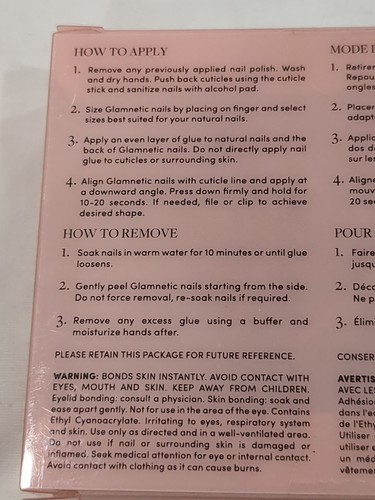 HOW TO APPLY
1. Remove any previously applied nail polish. Wash
and dry hands. Push back cuticles using the cuticle
stick and sanitize nails with alcohol pad.
2. Size Glamnetic nails by placing on finger and select
sizes best suited for your natural nails.
3. Apply an even layer of glue to natural nails and the
back of Glamnetic nails. Do not directly apply nail
glue to cuticles or surrounding skin.
4. Align Glamnetic nails with cuticle line and apply at
a downward angle. Press down firmly and hold for
10-20 seconds. If needed, file or clip to achieve
desired shape.
HOW TO REMOVE
1. Soak nails in warm water for 10 minutes or until glue
loosens.
2. Gently peel Glamnetic nails starting from the side.
Do not force removal, re-soak nails if required.
3. Remove any excess glue using a buffer and
moisturize hands after.
PLEASE RETAIN THIS PACKAGE FOR FUTURE REFERENCE.
WARNING: BONDS SKIN INSTANTLY. AVOID CONTACT WITH
EYES, MOUTH AND SKIN. KEEP AWAY FROM CHILDREN.
Eyelid bonding: consult a physician. Skin bonding: soak and
ease apart gently. Not for use in the area of the eye. Contains
Ethyl Cyanoacrylate. Irritating to eyes, respiratory system
and skin. Use only as directed and in a well-ventilated area.
Do not use if nail or surrounding skin is damaged or
inflamed. Seek medical attention for eye or internal contact.
Avoid contact with clothing as it can cause burns.
MODE D
1. Retirer
Repou
ongles
2. Placer
adapt
3. Applic
dos d
sur les
4. Aligne
mouv
20 sec
POUR
1. Faire
jusqu
2. Déco
Ne p
3. Élim
CONSER
AVERTIS
AVEC LES
Adhésio
dans l'e
de l'Eth
Utiliser
utiliser e
un méd
vêteme